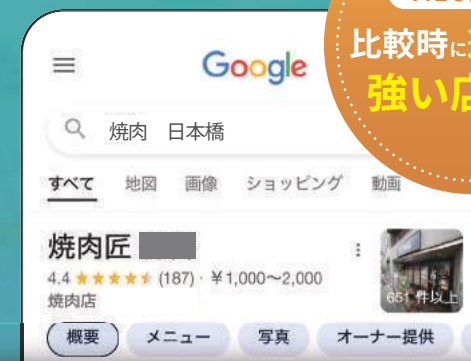 比較時に
強い店
Google
焼肉 日本橋
すべて 地図 画像 ショッピング 動画
焼肉匠
4.4 ★★★★★ (187)・¥1,000～2,000
焼肉店
651 件以上
概要 メニュー 写真 オーナー提供